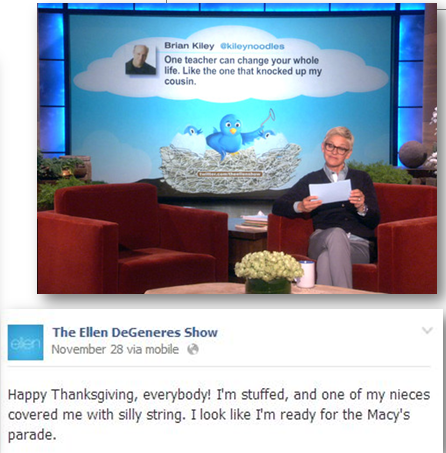 Brian Kiley @kileynoodles
One teacher can change your whole
life. Like the one that knocked up my
cousin.
ellen
The Ellen DeGeneres Show
November 28 via mobile
Happy Thanksgiving, everybody! I'm stuffed, and one of my nieces
covered me with silly string. I look like I'm ready for the Macy's
parade.